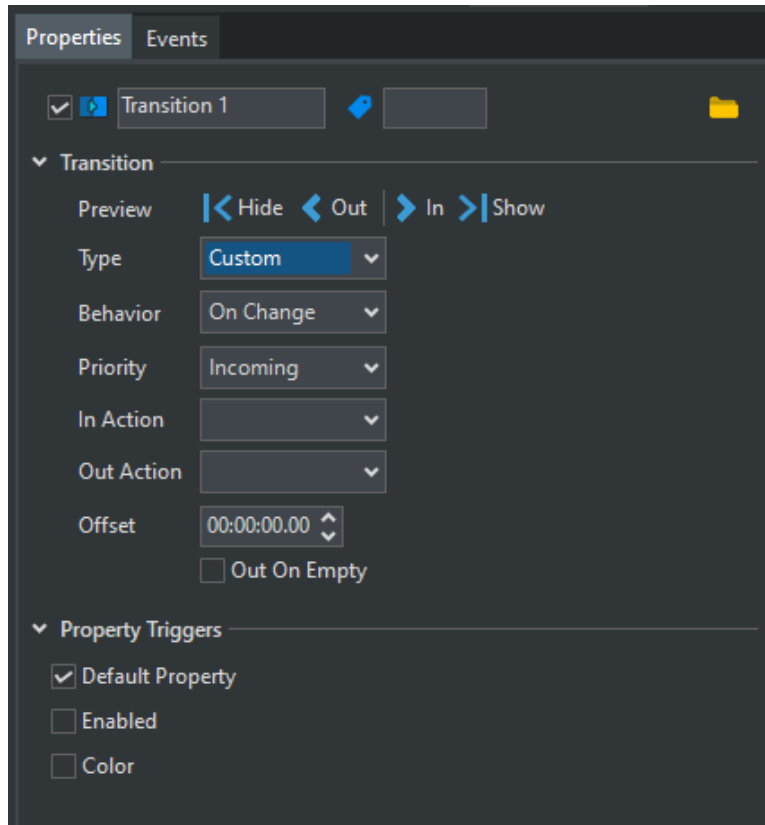 Properties Events
Transition 1
Transition
Preview Hide Out In Show
Type Custom
Behavior On Change
Priority Incoming
In Action
Out Action
Offset 00:00:00.00
Out On Empty
Property Triggers
Default Property
Enabled
Color